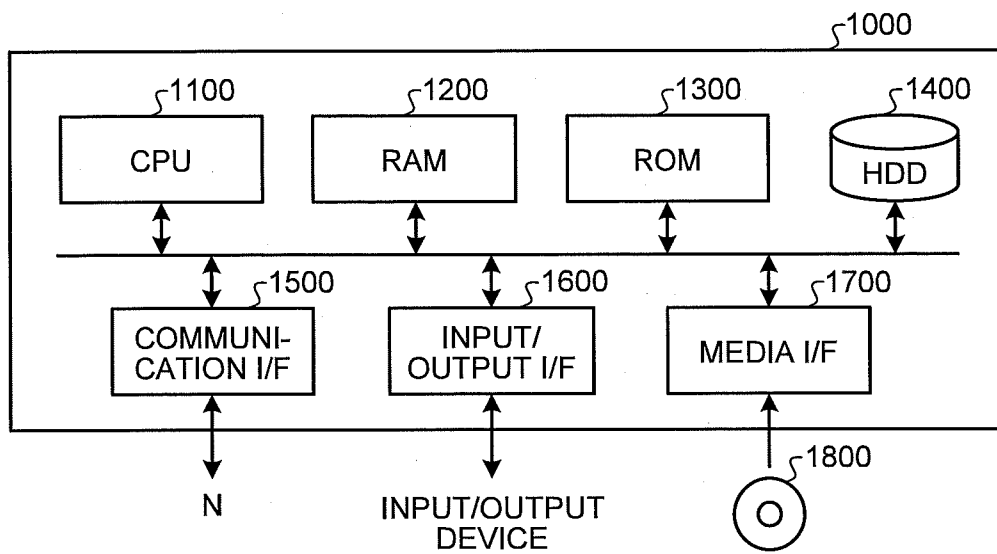 1000
1100
1200
1300
1400
CPU
RAM
ROM
HDD
1500
1600
1700
COMMUNI-
CATION I/F
INPUT/
OUTPUT I/F
MEDIA I/F
1800
N
INPUT/OUTPUT
DEVICE